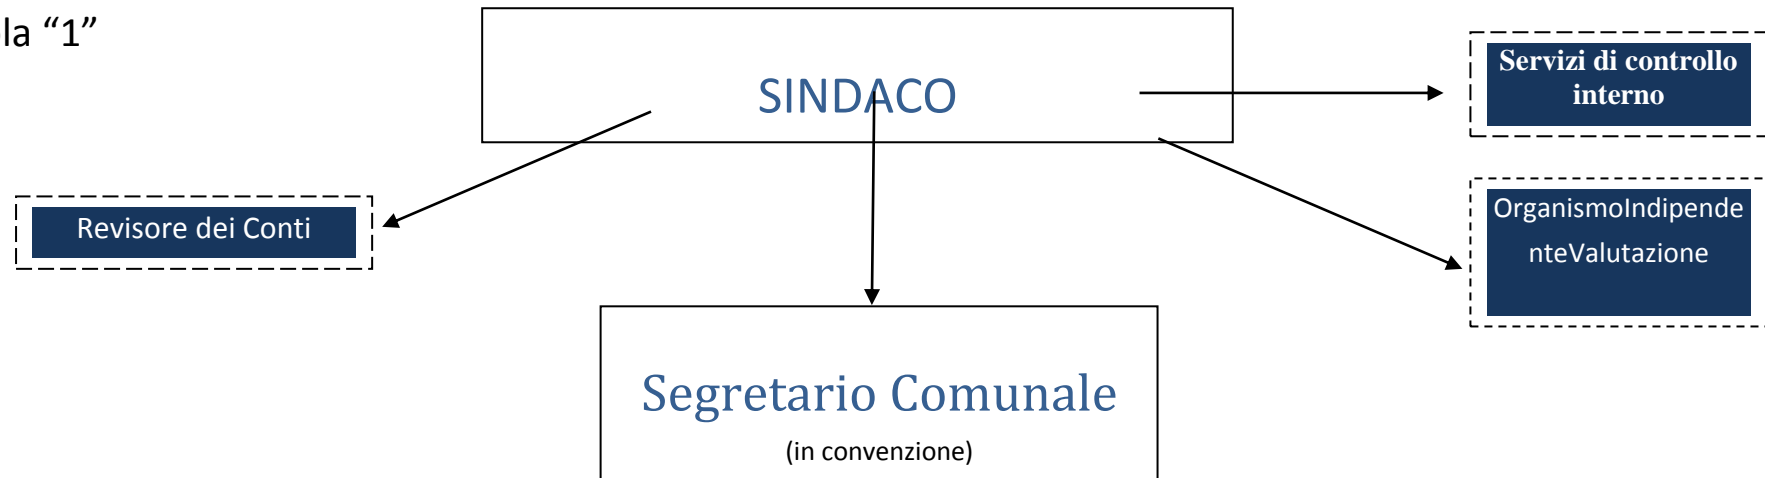 la “1”
SINDACO
Servizi di controllo
interno
Revisore dei Conti
OrganismoIndipende
nteValutazione
Segretario Comunale
(in convenzione)